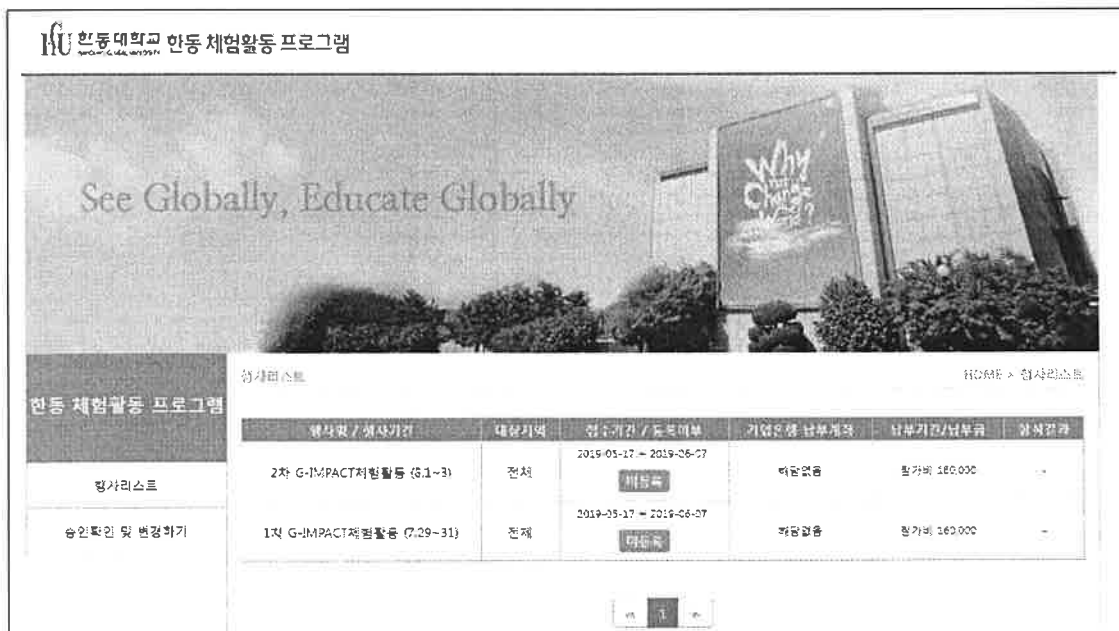 한동대학교 한동 체험활동 프로그램
See Globally, Educate Globally
Why
Change
한동 체험활동 프로그램
행사리스트
승인확인 및 변경하기
행사리스트
HOME > 행사리스트
행사명 / 행사기간 대상지역 접수기간 / 등록여부 기업은행 납부계좌 납부기간/납부금 참석결과
2차 G-IMPACT체험활동 (8.1~3) 전체 2019-05-17 ~ 2019-06-07 해당없음 참가비 160,000 -
미등록
1차 G-IMPACT체험활동 (7.29~31) 전체 2019-05-17 ~ 2019-06-07 해당없음 참가비 160,000 -
미등록
« 1 »